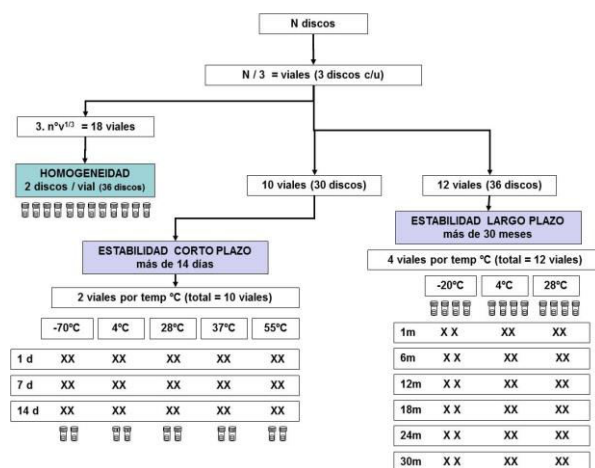 N discos
N / 3 = viales (3 discos c/u)
3. nºv1/3 = 18 viales
HOMOGENEIDAD
2 discos / vial (36 discos)
10 viales (30 discos)
12 viales (36 discos)
ESTABILIDAD CORTO PLAZO
más de 14 días
2 viales por temp ºC (total = 10 viales)
-70ºC 4ºC 28ºC 37ºC 55ºC
1 d XX XX XX XX XX
7 d XX XX XX XX XX
14 d XX XX XX XX XX
ESTABILIDAD LARGO PLAZO
más de 30 meses
4 viales por temp ºC (total = 12 viales)
-20ºC 4ºC 28ºC
1m X X XX XX
6m X X XX XX
12m X X XX XX
18m X X XX XX
24m X X XX XX
30m X X XX XX